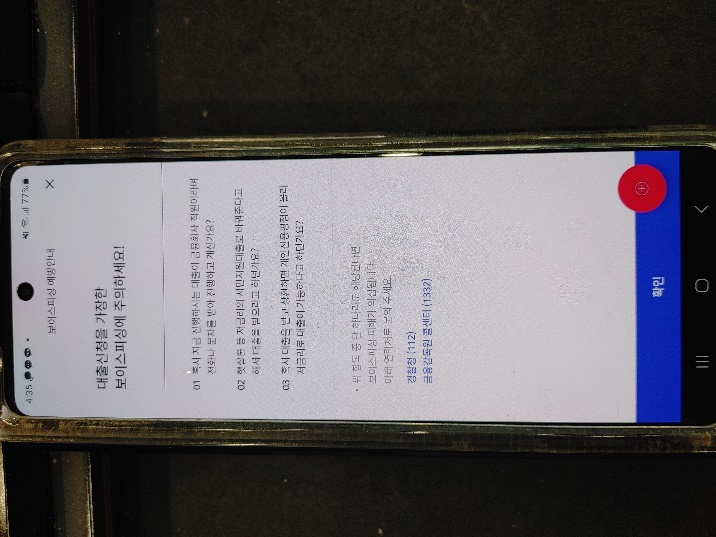 4:35
77%
보이스피싱 예방안내
대출신청을 가장한
보이스피싱에 주의하세요!
01 혹시 지금 진행하시는 대출이 금융회사 직원이라며
전화나 문자를 받아 진행하고 계신가요?
02 햇살론 등 저금리의 서민지원대출로 바꿔준다고
해서 대출을 받으라고 하던가요?
03 혹시 대출을 받고 상환하면 개인신용평점이 올라
저금리로 대출이 가능하다고 하던가요?
· 위 항목 중 단 하나라도 해당된다면
보이스피싱 피해가 의심됩니다.
아래 연락처로 문의 주세요.
경찰청 (112)
금융감독원 콜센터 (1332)
확인